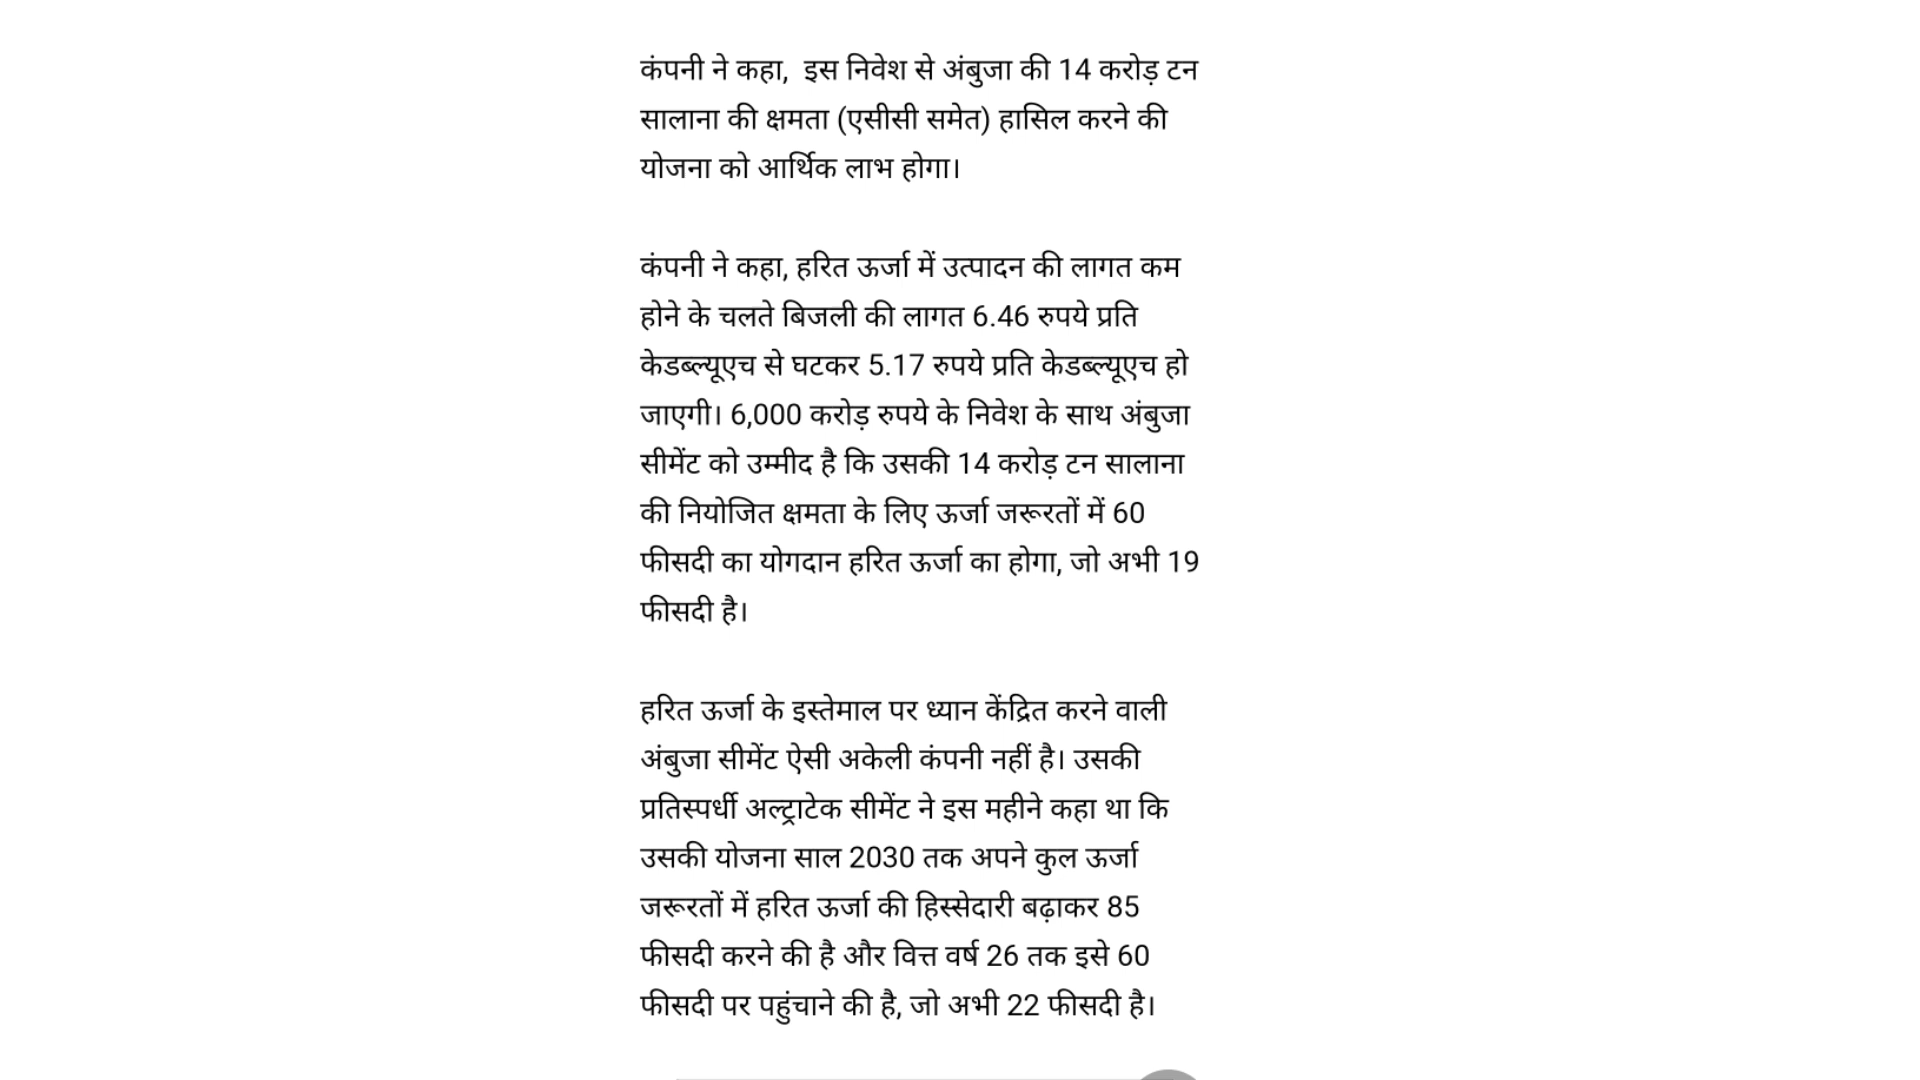 कंपनी ने कहा,  इस निवेश से अंबुजा की 14 करोड़ टन
सालाना की क्षमता (एसीसी समेत) हासिल करने की
योजना को आर्थिक लाभ होगा।
कंपनी ने कहा, हरित ऊर्जा में उत्पादन की लागत कम
होने के चलते बिजली की लागत 6.46 रुपये प्रति
केडब्ल्यूएच से घटकर 5.17 रुपये प्रति केडब्ल्यूएच हो
जाएगी। 6,000 करोड़ रुपये के निवेश के साथ अंबुजा
सीमेंट को उम्मीद है कि उसकी 14 करोड़ टन सालाना
की नियोजित क्षमता के लिए ऊर्जा जरूरतों में 60
फीसदी का योगदान हरित ऊर्जा का होगा, जो अभी 19
फीसदी है।
हरित ऊर्जा के इस्तेमाल पर ध्यान केंद्रित करने वाली
अंबुजा सीमेंट ऐसी अकेली कंपनी नहीं है। उसकी
प्रतिस्पर्धी अल्ट्राटेक सीमेंट ने इस महीने कहा था कि
उसकी योजना साल 2030 तक अपने कुल ऊर्जा
जरूरतों में हरित ऊर्जा की हिस्सेदारी बढ़ाकर 85
फीसदी करने की है और वित्त वर्ष 26 तक इसे 60
फीसदी पर पहुंचाने की है, जो अभी 22 फीसदी है।